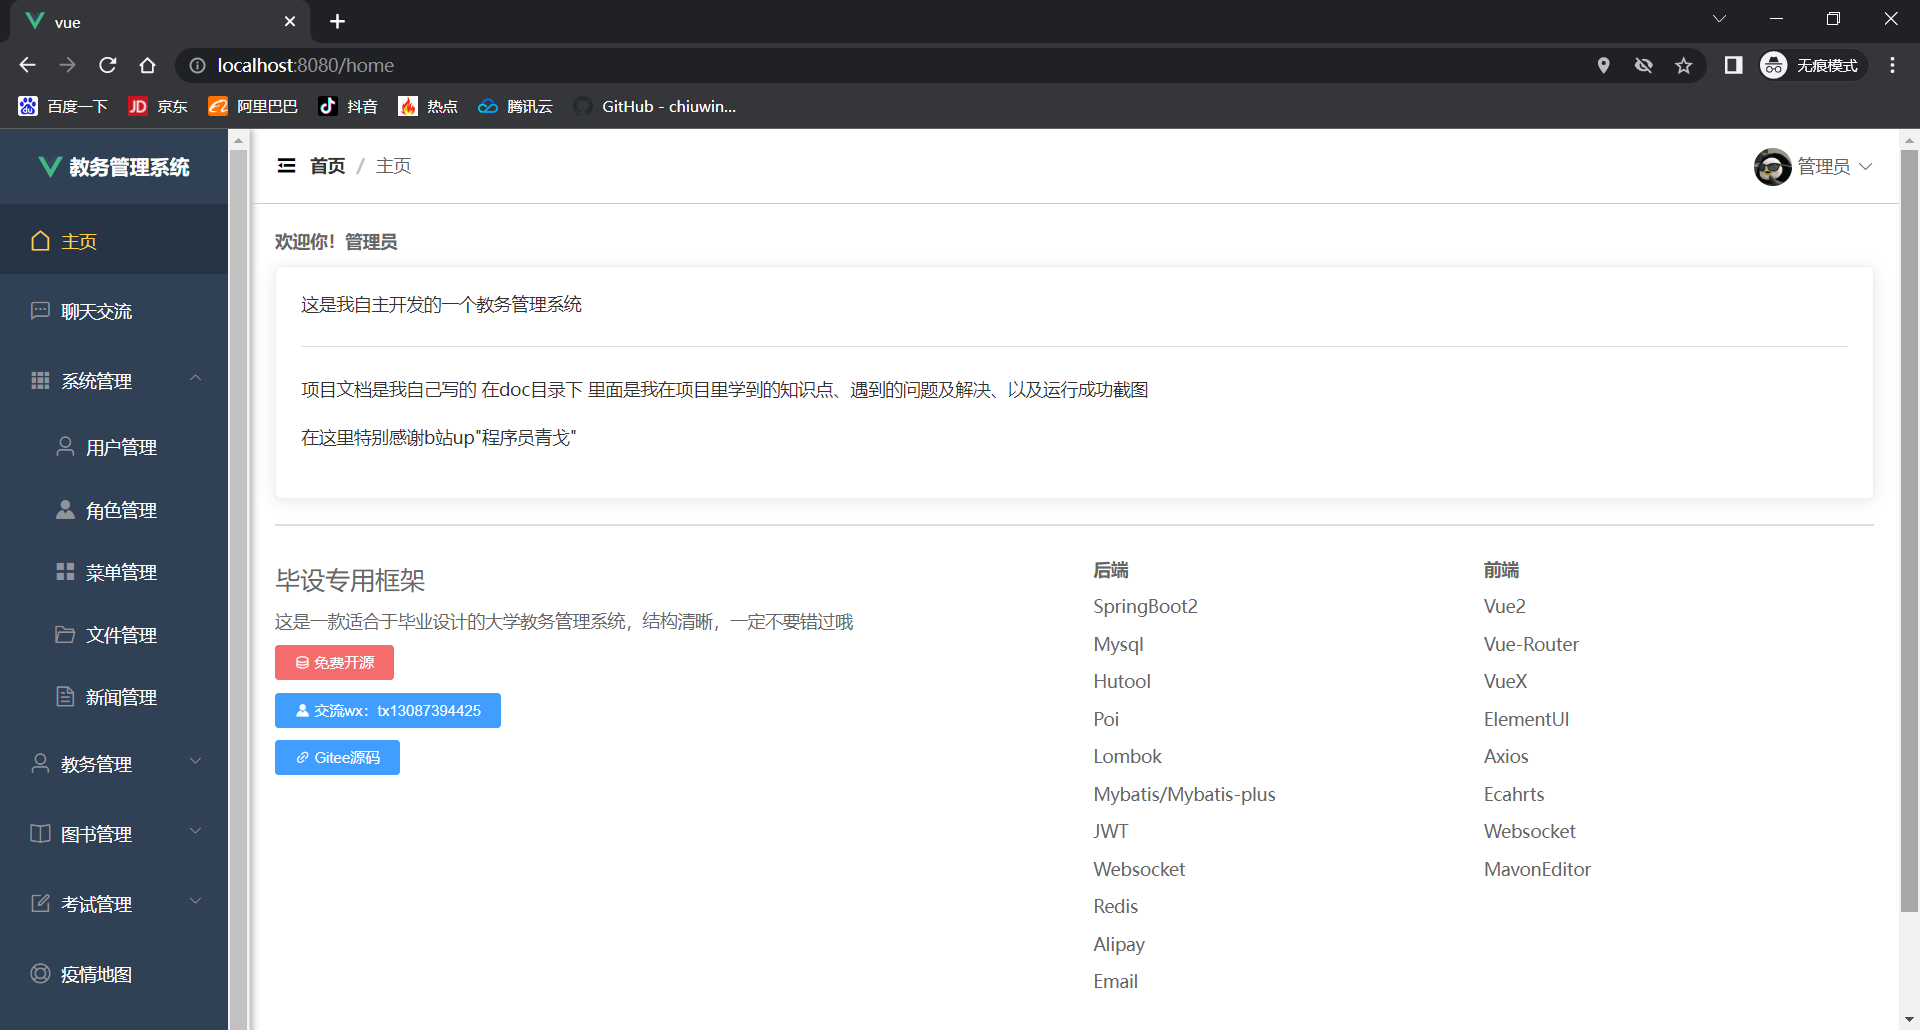 vue
localhost:8080/home
无痕模式
百度一下 京东 阿里巴巴 抖音 热点 腾讯云 GitHub - chiuwin...
教务管理系统
主页
聊天交流
系统管理
用户管理
角色管理
菜单管理
文件管理
新闻管理
教务管理
图书管理
考试管理
疫情地图
首页 / 主页
管理员
欢迎你！管理员
这是我自主开发的一个教务管理系统
项目文档是我自己写的 在doc目录下 里面是我在项目里学到的知识点、遇到的问题及解决、以及运行成功截图
在这里特别感谢b站up"程序员青戈"
毕设专用框架
这是一款适合于毕业设计的大学教务管理系统，结构清晰，一定不要错过哦
免费开源
交流wx：tx13087394425
Gitee源码
后端
SpringBoot2
Mysql
Hutool
Poi
Lombok
Mybatis/Mybatis-plus
JWT
Websocket
Redis
Alipay
Email
前端
Vue2
Vue-Router
VueX
ElementUI
Axios
Ecahrts
Websocket
MavonEditor